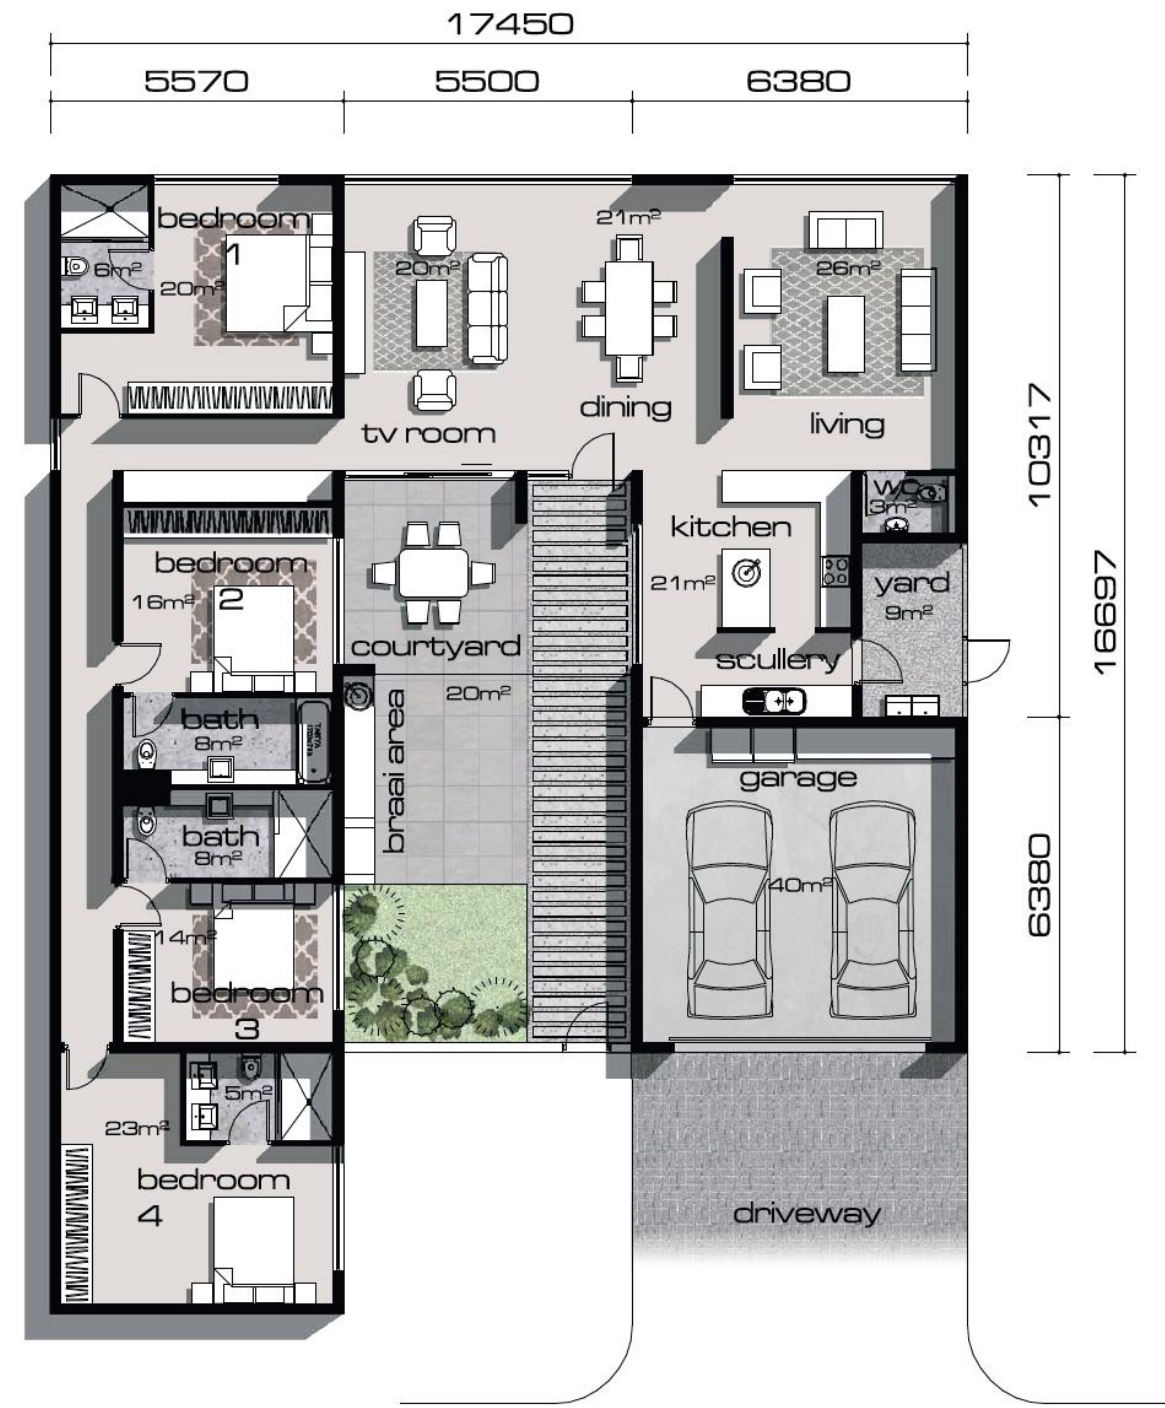 17450
5570 5500 6380
bedroom
1
6m²
20m²
20m²
tv room
21m²
dining
26m²
living
10317
16697
6380
wc
3m²
kitchen
21m²
yard
9m²
scullery
bedroom
2
16m²
courtyard
20m²
braai area
bath
8m²
bath
8m²
garage
40m²
14m²
bedroom
3
5m²
23m²
bedroom
4
driveway